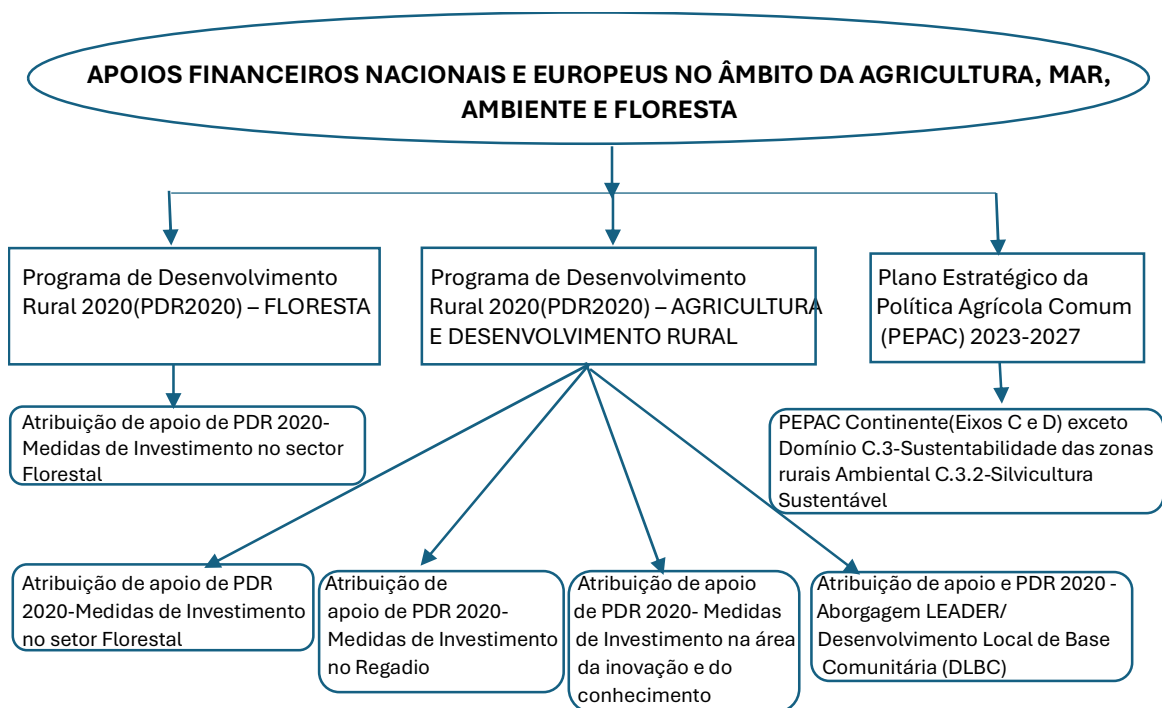 APOIOS FINANCEIROS NACIONAIS E EUROPEUS NO ÂMBITO DA AGRICULTURA, MAR,
AMBIENTE E FLORESTA
Programa de Desenvolvimento
Rural 2020(PDR2020) – FLORESTA
Programa de Desenvolvimento
Rural 2020(PDR2020) – AGRICULTURA
E DESENVOLVIMENTO RURAL
Plano Estratégico da
Política Agrícola Comum
(PEPAC) 2023-2027
Atribuição de apoio de PDR 2020-
Medidas de Investimento no sector
Florestal
PEPAC Continente(Eixos C e D) exceto
Domínio C.3-Sustentabilidade das zonas
rurais Ambiental C.3.2-Silvicultura
Sustentável
Atribuição de apoio de PDR
2020-Medidas de Investimento
no setor Florestal
Atribuição de
apoio de PDR 2020-
Medidas de Investimento
no Regadio
Atribuição de apoio
de PDR 2020- Medidas
de Investimento na área
da inovação e do
conhecimento
Atribuição de apoio e PDR 2020 -
Aborgagem LEADER/
Desenvolvimento Local de Base
Comunitária (DLBC)